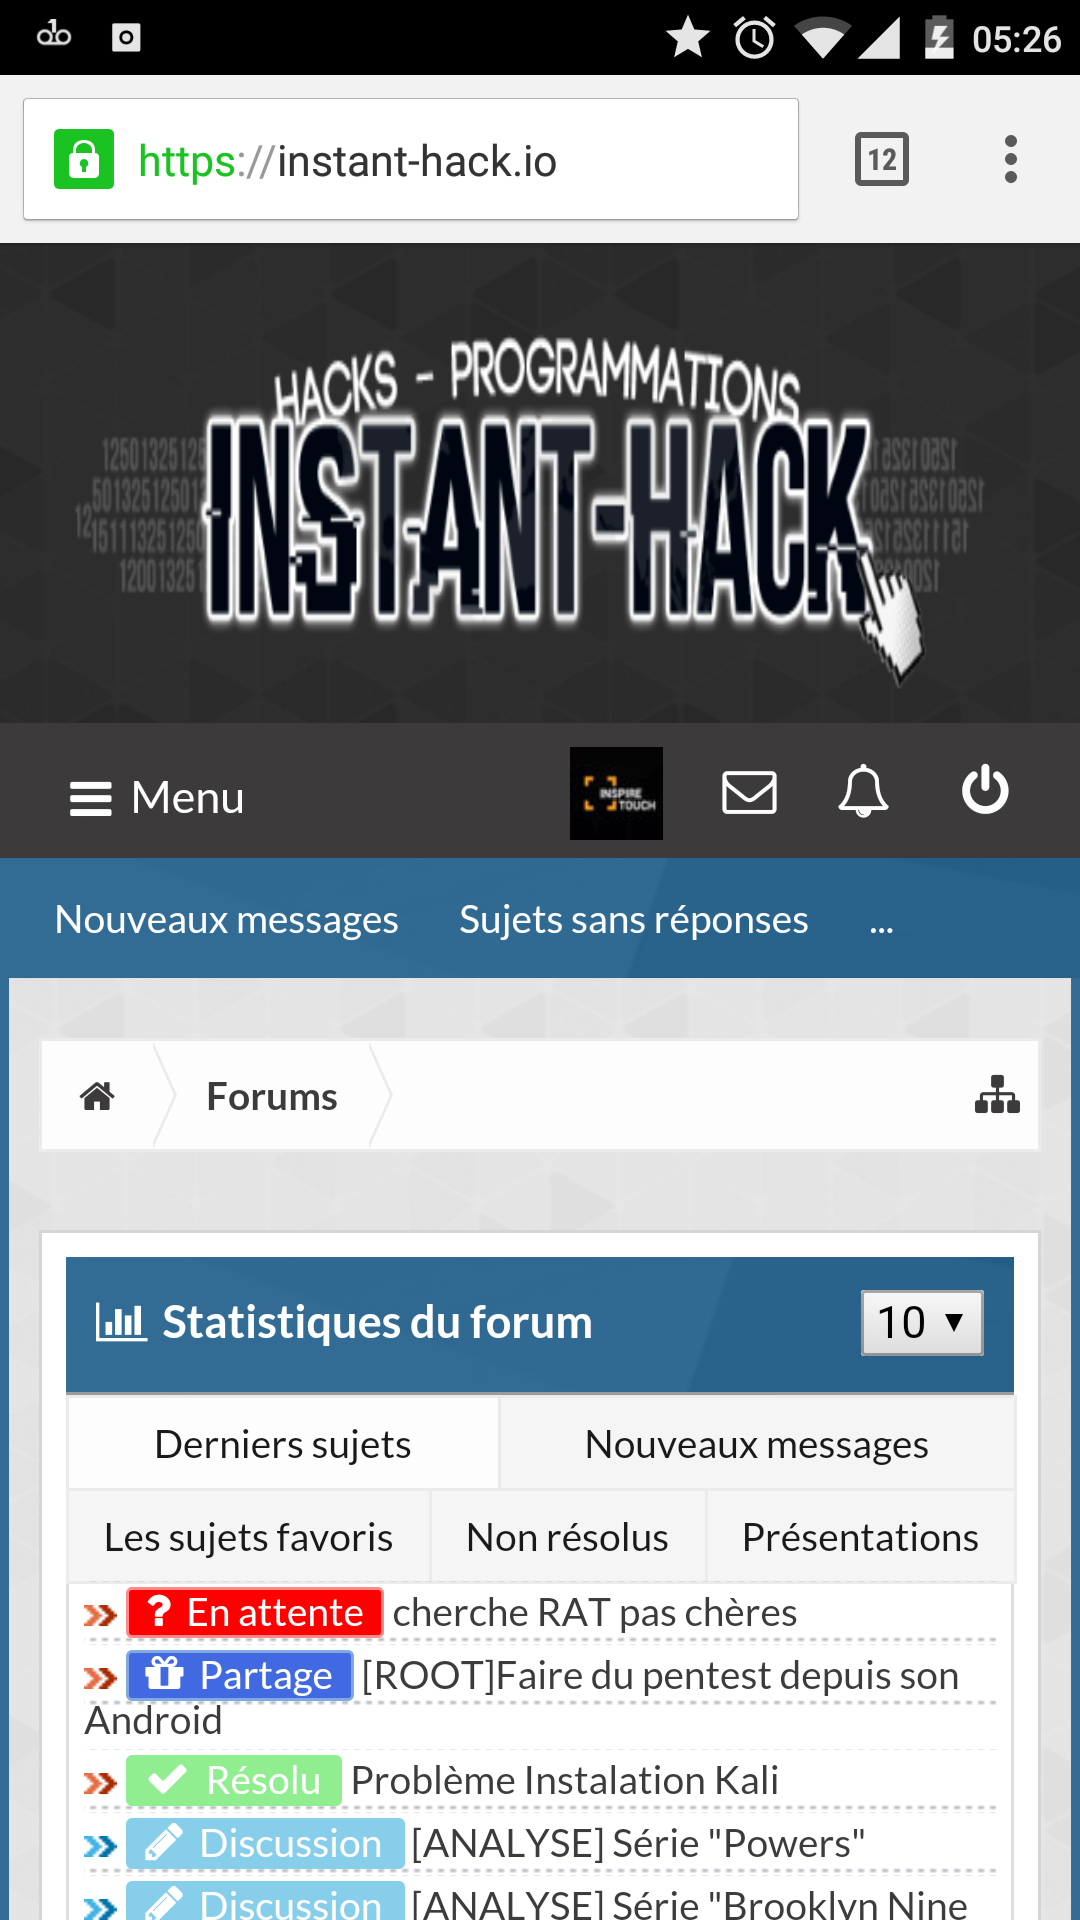 05:26
https://instant-hack.io
12
HACKS - PROGRAMMATIONS
INSTANT-HACK
Menu
INSPIRE
TOUCH
Nouveaux messages
Sujets sans réponses
...
Forums
Statistiques du forum
10
Derniers sujets
Nouveaux messages
Les sujets favoris
Non résolus
Présentations
En attente cherche RAT pas chères
Partage [ROOT]Faire du pentest depuis son
Android
Résolu Problème Instalation Kali
Discussion [ANALYSE] Série "Powers"
Discussion [ANALYSE] Série "Brooklyn Nine